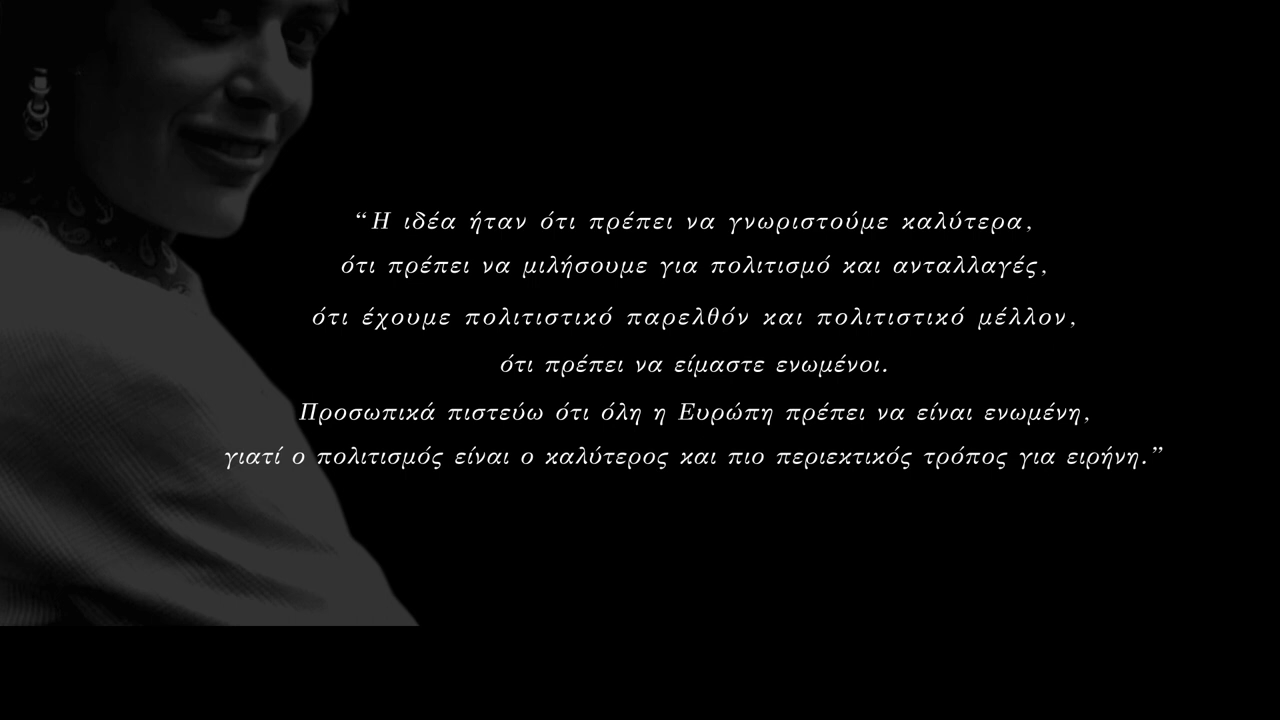 “Η ιδέα ήταν ότι πρέπει να γνωριστούμε καλύτερα,
ότι πρέπει να μιλήσουμε για πολιτισμό και ανταλλαγές,
ότι έχουμε πολιτιστικό παρελθόν και πολιτιστικό μέλλον,
ότι πρέπει να είμαστε ενωμένοι.
Προσωπικά πιστεύω ότι όλη η Ευρώπη πρέπει να είναι ενωμένη,
γιατί ο πολιτισμός είναι ο καλύτερος και πιο περιεκτικός τρόπος για ειρήνη.”